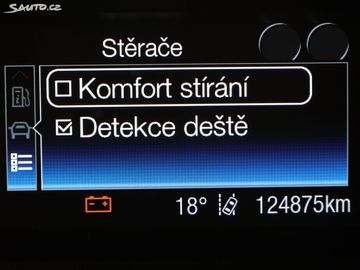 SAUTO.CZ
Stěrače
Komfort stírání
Detekce deště
18° 124875km